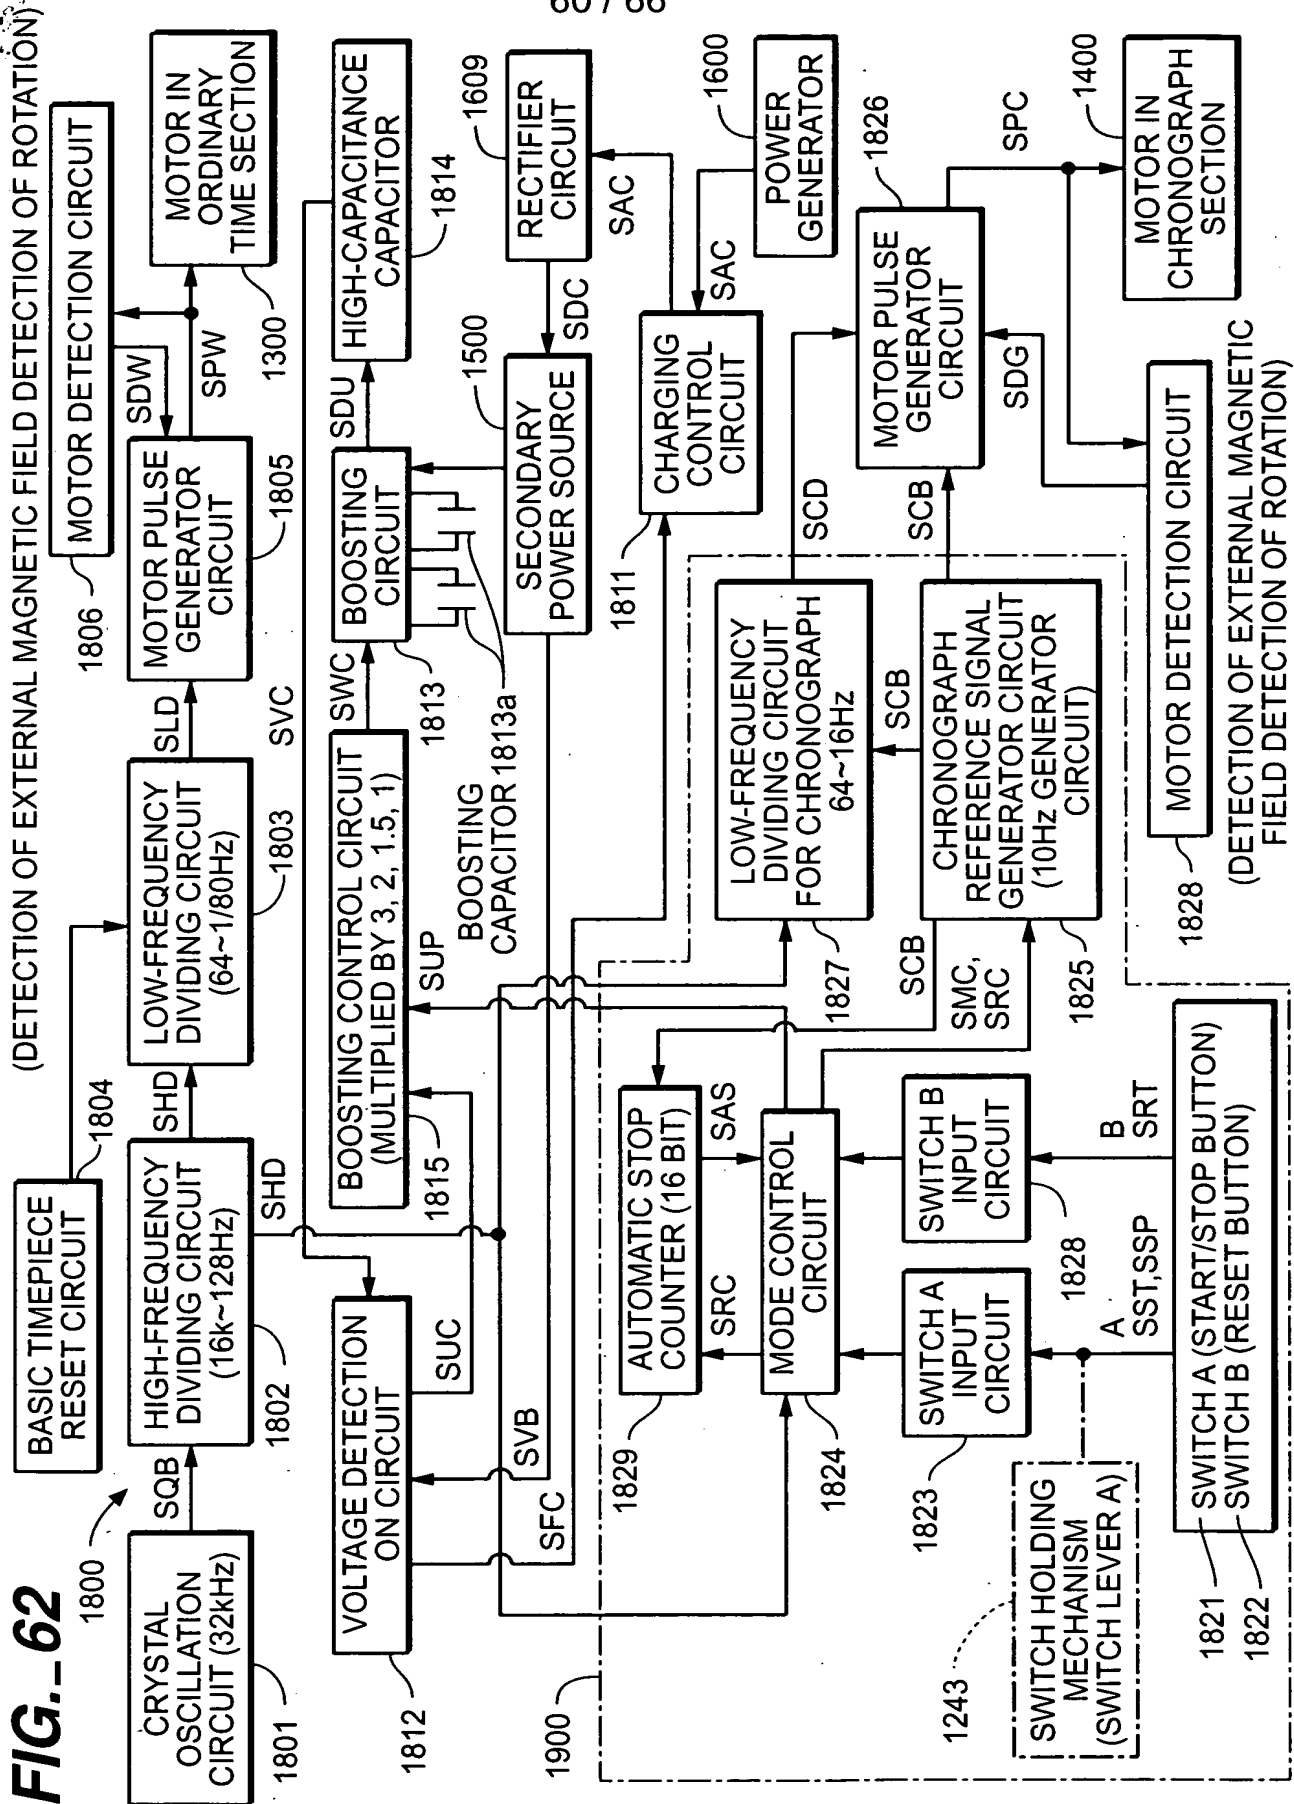 60 / 66
FIG._62
(DETECTION OF EXTERNAL MAGNETIC FIELD DETECTION OF ROTATION)
1800
BASIC TIMEPIECE
RESET CIRCUIT
1804
1806
MOTOR DETECTION CIRCUIT
CRYSTAL
OSCILLATION
CIRCUIT (32kHz)
1801
SQB
HIGH-FREQUENCY
DIVIDING CIRCUIT
(16k~128Hz)
1802
SHD
SHD
LOW-FREQUENCY
DIVIDING CIRCUIT
(64~1/80Hz)
1803
SLD
MOTOR PULSE
GENERATOR
CIRCUIT
1805
SDW
SPW
MOTOR IN
ORDINARY
TIME SECTION
1300
SVC
VOLTAGE DETECTION
ON CIRCUIT
1812
SUC
BOOSTING CONTROL CIRCUIT
(MULTIPLIED BY 3, 2, 1.5, 1)
1815
SUP
SWC
BOOSTING
CIRCUIT
1813
BOOSTING
CAPACITOR 1813a
SDU
HIGH-CAPACITANCE
CAPACITOR
1814
SVB
SFC
SECONDARY
POWER SOURCE
1500
SDC
RECTIFIER
CIRCUIT
1609
SAC
1811
CHARGING
CONTROL
CIRCUIT
SAC
POWER
GENERATOR
1600
1900
AUTOMATIC STOP
COUNTER (16 BIT)
1829
SRC
SAS
MODE CONTROL
CIRCUIT
1824
LOW-FREQUENCY
DIVIDING CIRCUIT
FOR CHRONOGRAPH
64~16Hz
1827
SCD
SCB
SCB
SCB
SMC,
SRC
CHRONOGRAPH
REFERENCE SIGNAL
GENERATOR CIRCUIT
(10Hz GENERATOR
CIRCUIT)
1825
MOTOR PULSE
GENERATOR
CIRCUIT
1826
SPC
SDG
MOTOR IN
CHRONOGRAPH
SECTION
1400
SWITCH A
INPUT
CIRCUIT
1823
SWITCH B
INPUT
CIRCUIT
1828
A
SST,SSP
B
SRT
SWITCH HOLDING
MECHANISM
(SWITCH LEVER A)
1243
SWITCH A (START/STOP BUTTON)
SWITCH B (RESET BUTTON)
1821
1822
MOTOR DETECTION CIRCUIT
1828
(DETECTION OF EXTERNAL MAGNETIC
FIELD DETECTION OF ROTATION)